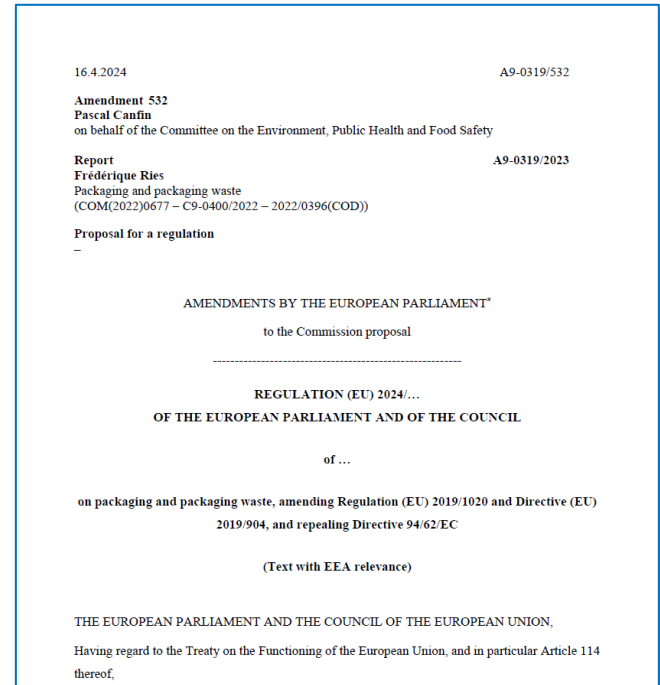 16.4.2024 A9-0319/532
Amendment 532
Pascal Canfin
on behalf of the Committee on the Environment, Public Health and Food Safety
Report A9-0319/2023
Frédérique Ries
Packaging and packaging waste
(COM(2022)0677 – C9-0400/2022 – 2022/0396(COD))
Proposal for a regulation
–
AMENDMENTS BY THE EUROPEAN PARLIAMENT*
to the Commission proposal
---------------------------------------------------------
REGULATION (EU) 2024/…
OF THE EUROPEAN PARLIAMENT AND OF THE COUNCIL
of …
on packaging and packaging waste, amending Regulation (EU) 2019/1020 and Directive (EU)
2019/904, and repealing Directive 94/62/EC
(Text with EEA relevance)
THE EUROPEAN PARLIAMENT AND THE COUNCIL OF THE EUROPEAN UNION,
Having regard to the Treaty on the Functioning of the European Union, and in particular Article 114
thereof,